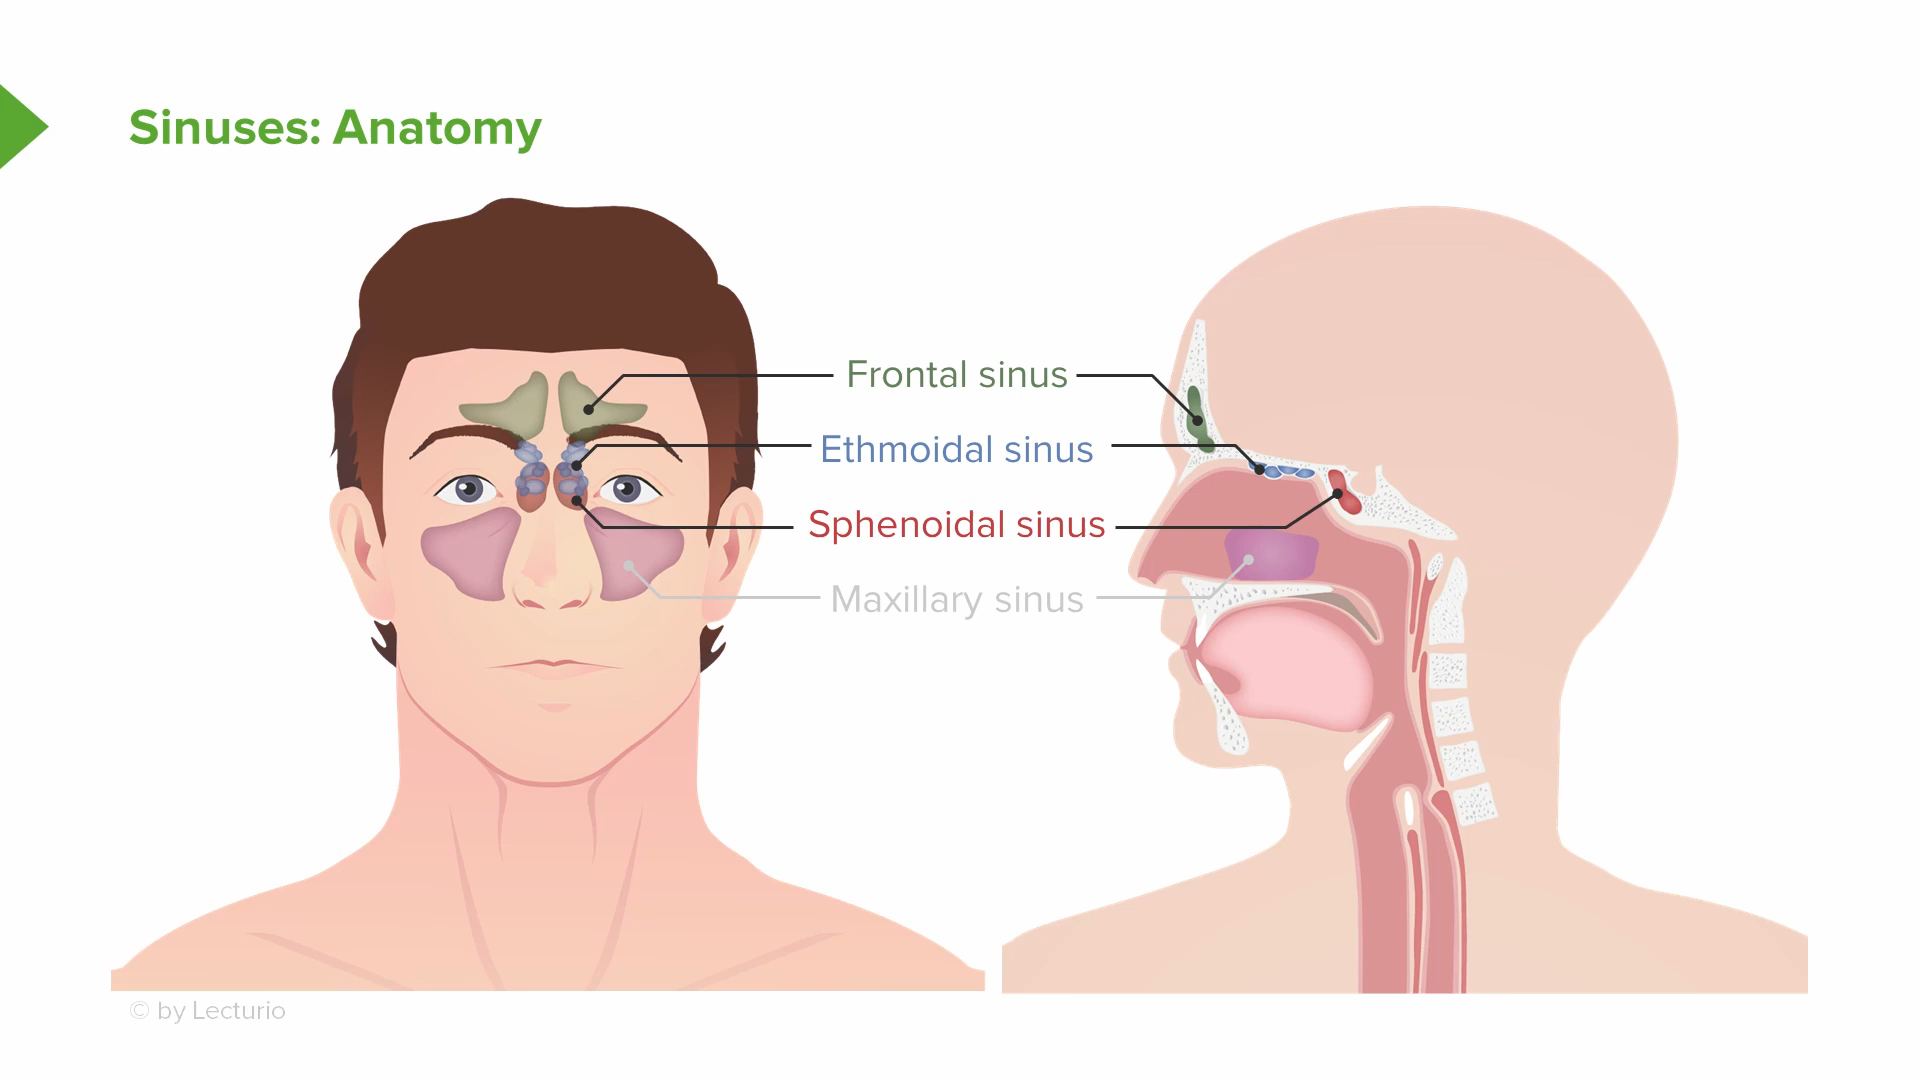 Sinuses: Anatomy
Frontal sinus
Ethmoidal sinus
Sphenoidal sinus
Maxillary sinus
© by Lecturio